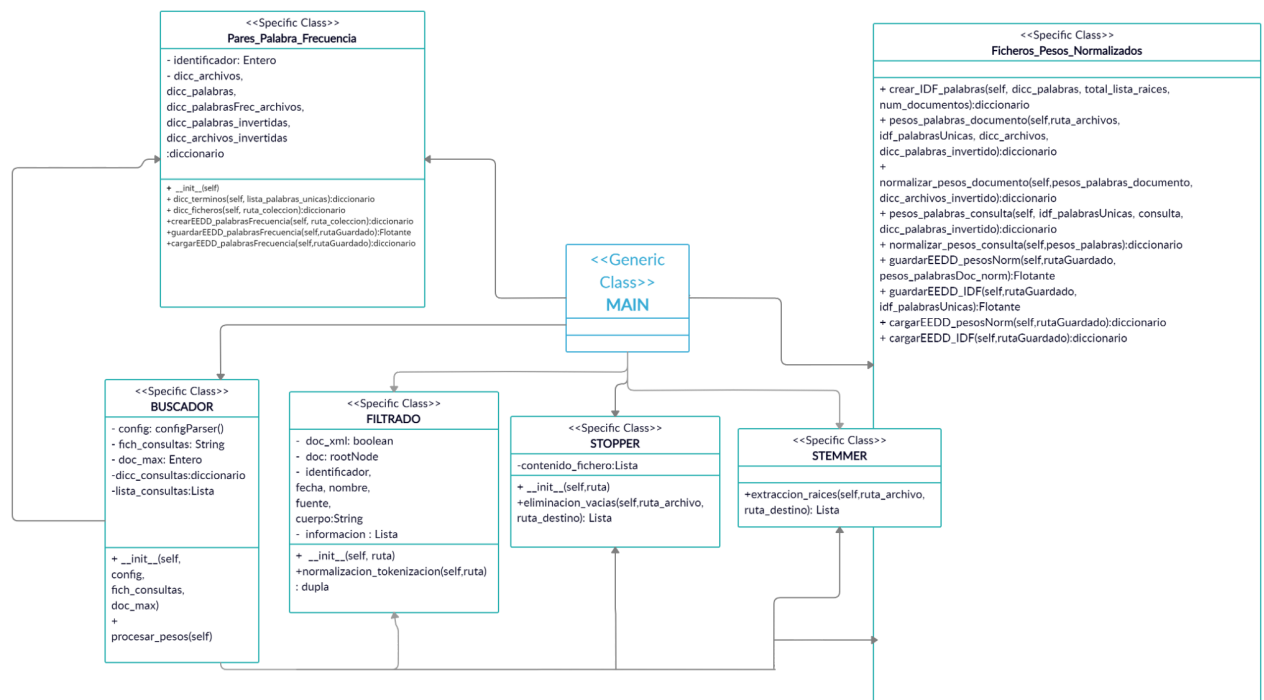 <<Specific Class>>
Pares_Palabra_Frecuencia
- identificador: Entero
- dicc_archivos,
dicc_palabras,
dicc_palabrasFrec_archivos,
dicc_palabras_invertidas,
dicc_archivos_invertidas
:diccionario
+ __init__(self)
+ dicc_terminos(self, lista_palabras_unicas):diccionario
+ dicc_ficheros(self, ruta_coleccion):diccionario
+crearEEDD_palabrasFrecuencia(self, ruta_coleccion):diccionario
+guardarEEDD_palabrasFrecuencia(self,rutaGuardado):Flotante
+cargarEEDD_palabrasFrecuencia(self,rutaGuardado):diccionario
<<Specific Class>>
Ficheros_Pesos_Normalizados
+ crear_IDF_palabras(self, dicc_palabras, total_lista_raices,
num_documentos):diccionario
+ pesos_palabras_documento(self,ruta_archivos,
idf_palabrasUnicas, dicc_archivos,
dicc_palabras_invertido):diccionario
+
normalizar_pesos_documento(self,pesos_palabras_documento,
dicc_archivos_invertido):diccionario
+ pesos_palabras_consulta(self, idf_palabrasUnicas, consulta,
dicc_palabras_invertido):diccionario
+ normalizar_pesos_consulta(self,pesos_palabras):diccionario
+ guardarEEDD_pesosNorm(self,rutaGuardado,
pesos_palabrasDoc_norm):Flotante
+ guardarEEDD_IDF(self,rutaGuardado,
idf_palabrasUnicas):Flotante
+ cargarEEDD_pesosNorm(self,rutaGuardado):diccionario
+ cargarEEDD_IDF(self,rutaGuardado):diccionario
<<Generic
Class>>
MAIN
<<Specific Class>>
BUSCADOR
- config: configParser()
- fich_consultas: String
- doc_max: Entero
-dicc_consultas:diccionario
-lista_consultas:Lista
+ __init__(self,
config,
fich_consultas,
doc_max)
+
procesar_pesos(self)
<<Specific Class>>
FILTRADO
- doc_xml: boolean
- doc: rootNode
- identificador,
fecha, nombre,
fuente,
cuerpo:String
- informacion : Lista
+ __init__(self, ruta)
+normalizacion_tokenizacion(self,ruta)
: dupla
<<Specific Class>>
STOPPER
-contenido_fichero:Lista
+ __init__(self,ruta)
+eliminacion_vacias(self,ruta_archivo,
ruta_destino): Lista
<<Specific Class>>
STEMMER
+extraccion_raices(self,ruta_archivo,
ruta_destino): Lista